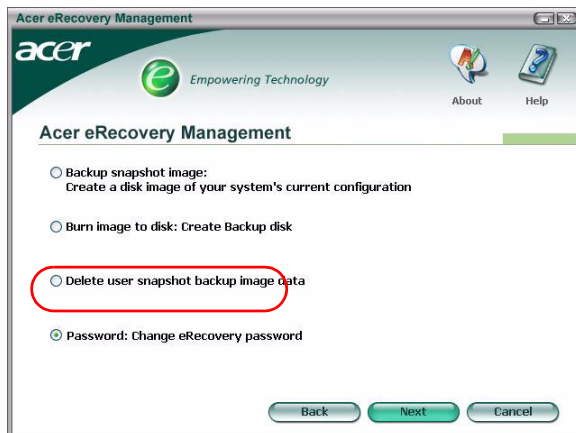 Acer eRecovery Management
acer
e Empowering Technology
About Help
Acer eRecovery Management
Backup snapshot image:
Create a disk image of your system's current configuration
Burn image to disk: Create Backup disk
Delete user snapshot backup image data
Password: Change eRecovery password
Back Next Cancel